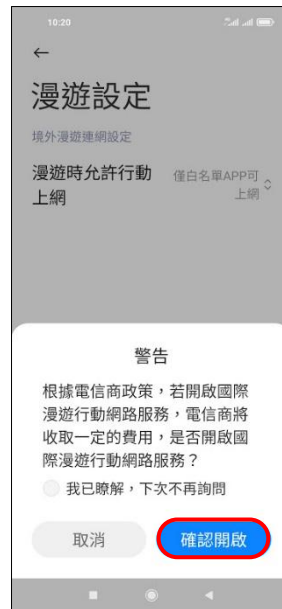 10:20
←
漫遊設定
境外漫遊連網設定
漫遊時允許行動
上網
僅白名單APP可
上網
警告
根據電信商政策，若開啟國際
漫遊行動網路服務，電信商將
收取一定的費用，是否開啟國
際漫遊行動網路服務？
我已瞭解，下次不再詢問
取消
確認開啟